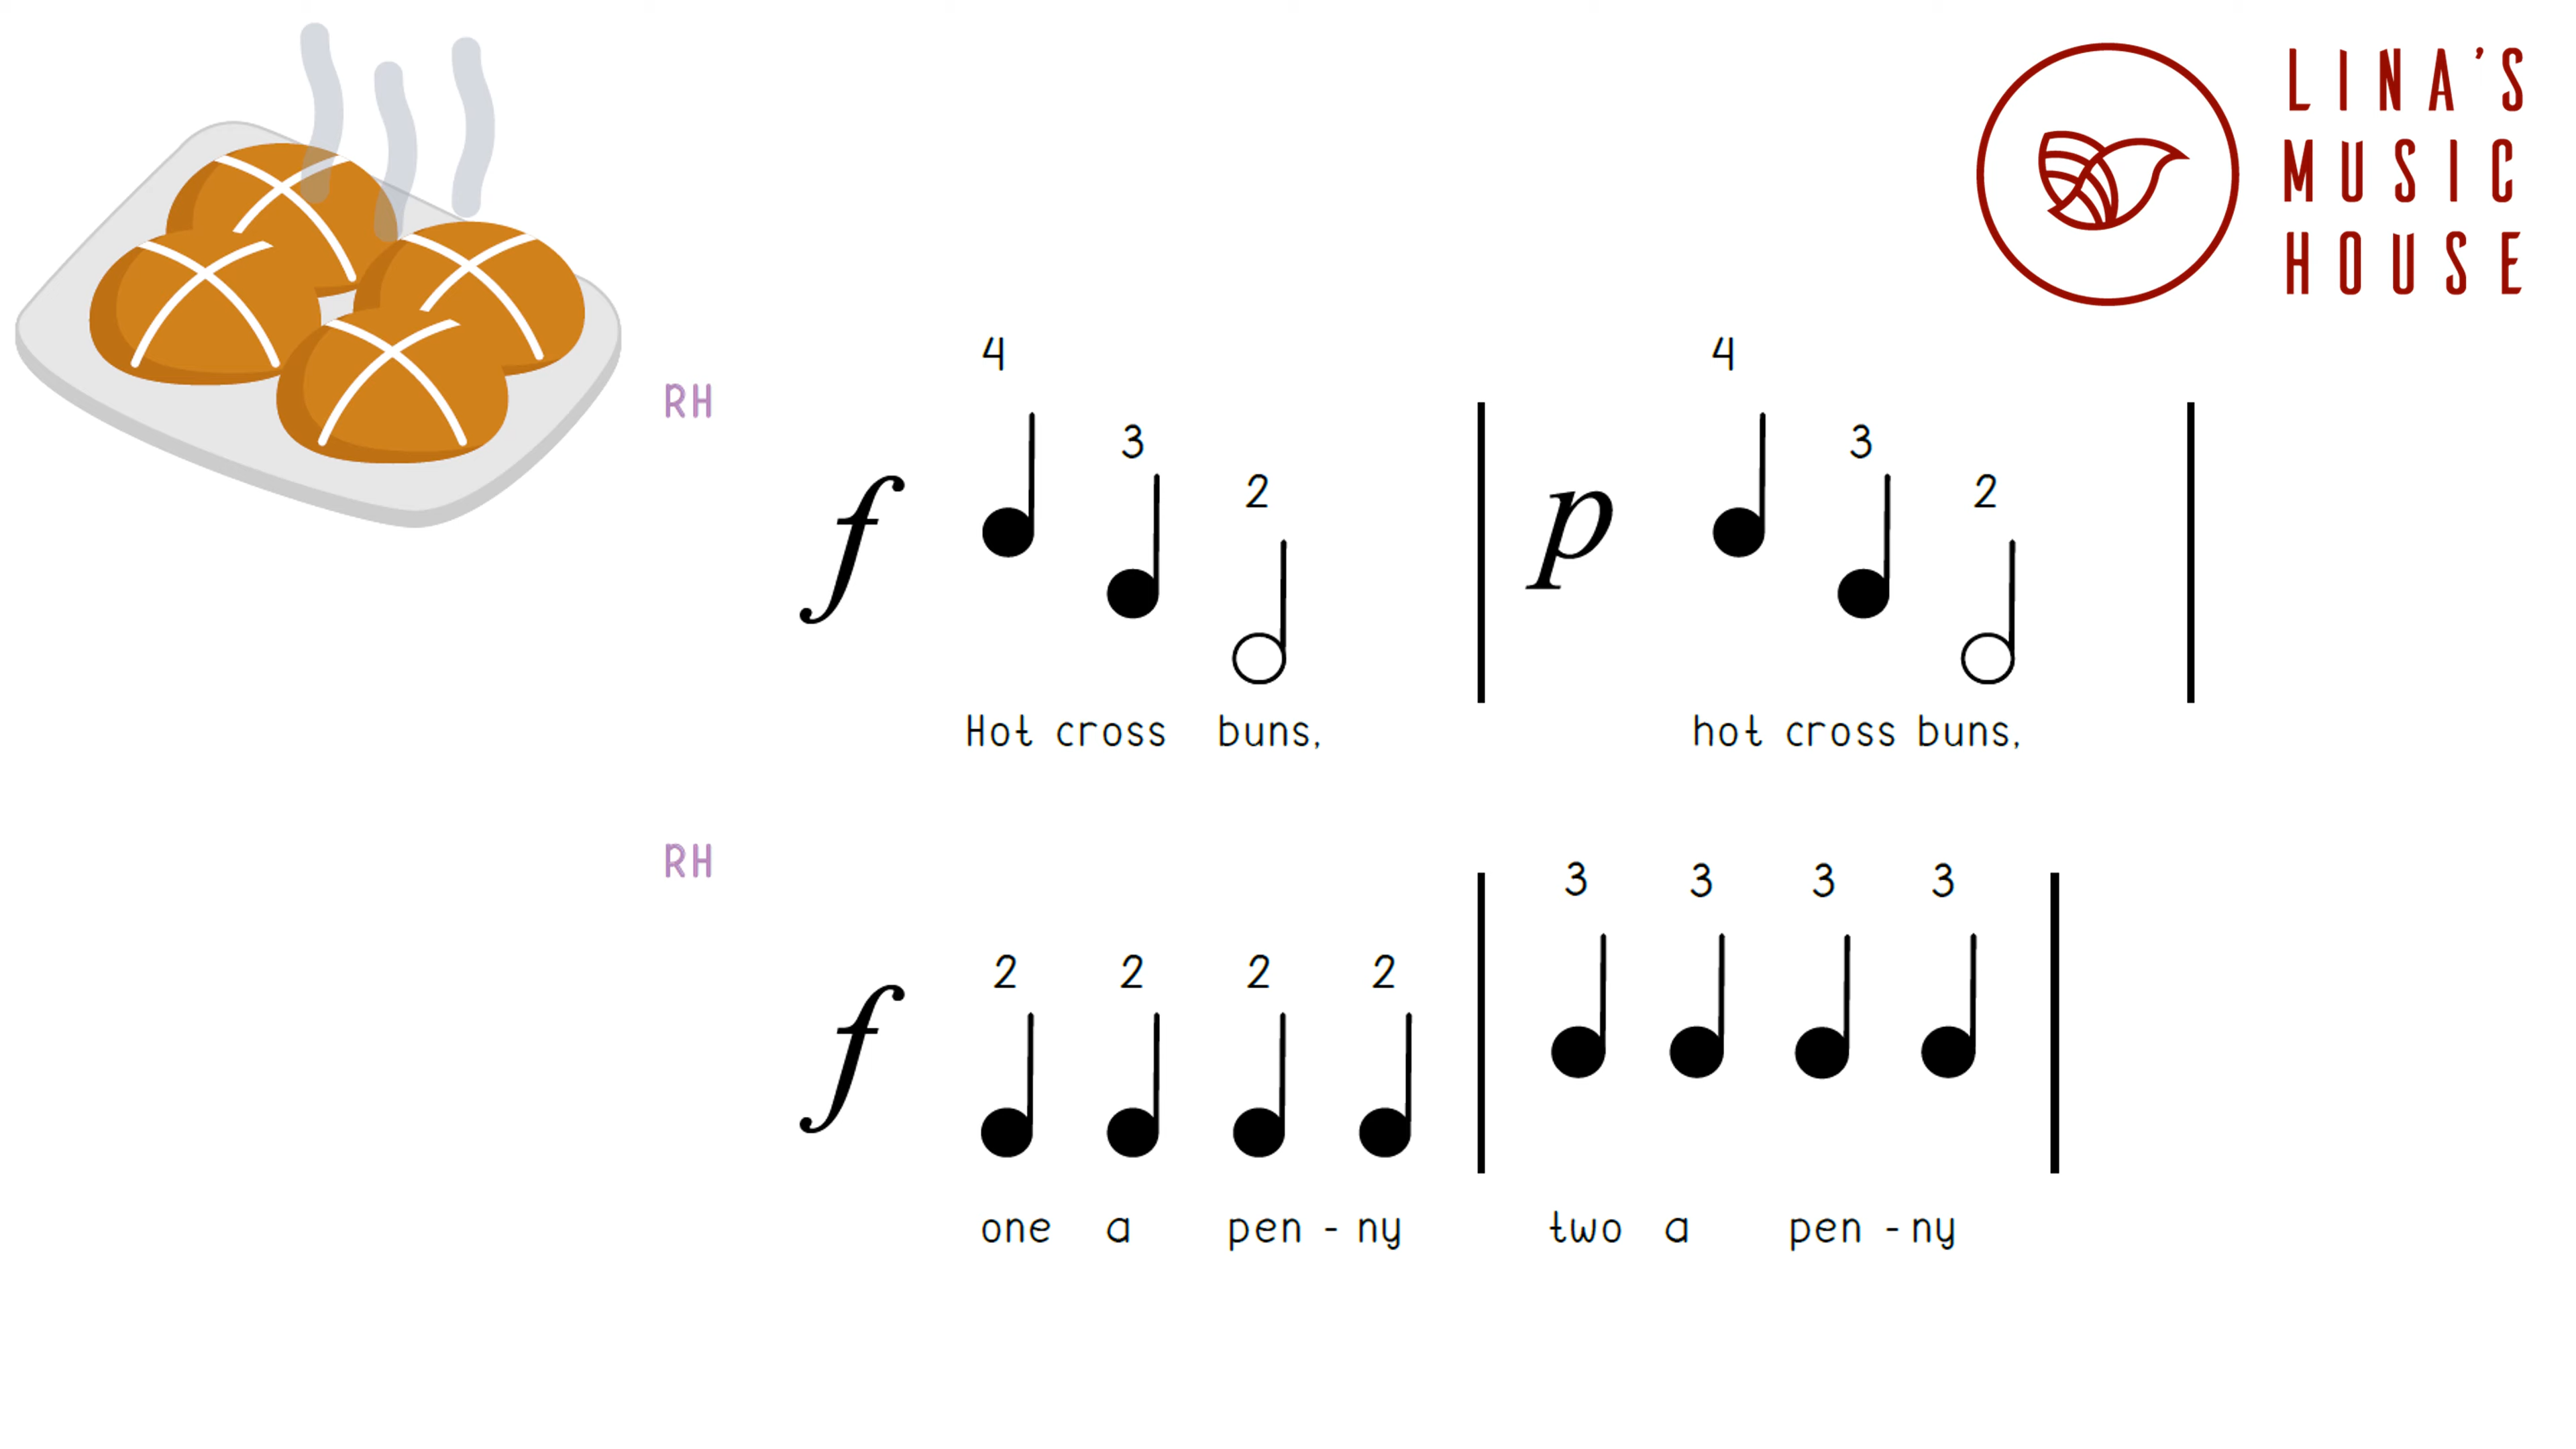 LINA'S
MUSIC
HOUSE
4 4
RH
3 3
2 2
f p
Hot cross buns, hot cross buns,
RH
3 3 3 3
2 2 2 2
f
one a pen - ny two a pen - ny